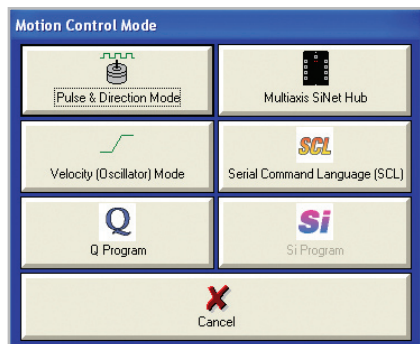 Motion Control Mode
Pulse & Direction Mode
Multiaxis SiNet Hub
Velocity (Oscillator) Mode
SCL
Serial Command Language (SCL)
Q
Q Program
Si
Si Program
Cancel